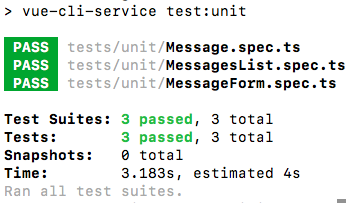 > vue-cli-service test:unit
PASS tests/unit/Message.spec.ts
PASS tests/unit/MessagesList.spec.ts
PASS tests/unit/MessageForm.spec.ts
Test Suites: 3 passed, 3 total
Tests: 3 passed, 3 total
Snapshots: 0 total
Time: 3.183s, estimated 4s
Ran all test suites.